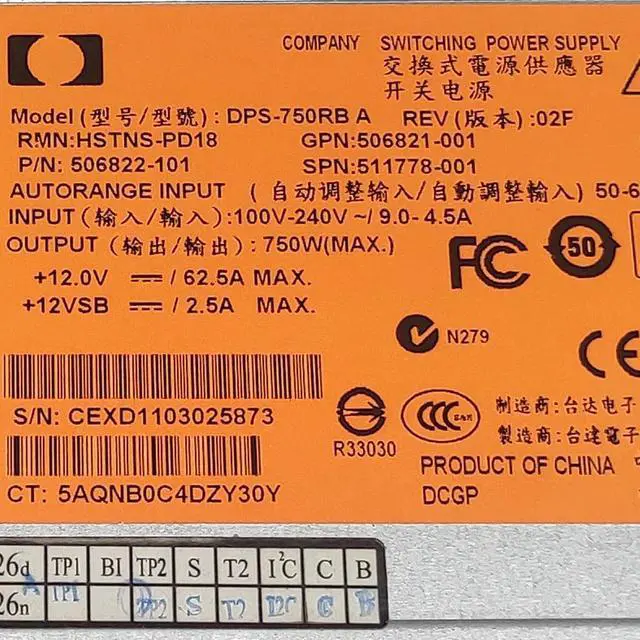 COMPANY SWITCHING POWER SUPPLY
交換式電源供應器
开关电源
Model (型号/型號) : DPS-750RB A REV (版本) :02F
RMN:HSTNS-PD18 GPN:506821-001
P/N: 506822-101 SPN:511778-001
AUTORANGE INPUT ( 自动调整输入/自動調整輸入) 50-6
INPUT (输入/輸入) :100V-240V ~/ 9.0- 4.5A
OUTPUT (输出/輸出) : 750W(MAX.)
+12.0V ⎓ / 62.5A MAX.
+12VSB ⎓ / 2.5A MAX.
FC
50
N279
CE
S/N: CEXD1103025873
R33030
CCC
制造商:台达电子
製造商:台達電子
CT: 5AQNB0C4DZY30Y
PRODUCT OF CHINA
DCGP
26d TP1 BI TP2 S T2 I²C C B
26n TP1 TP2 S T2 I2C C B